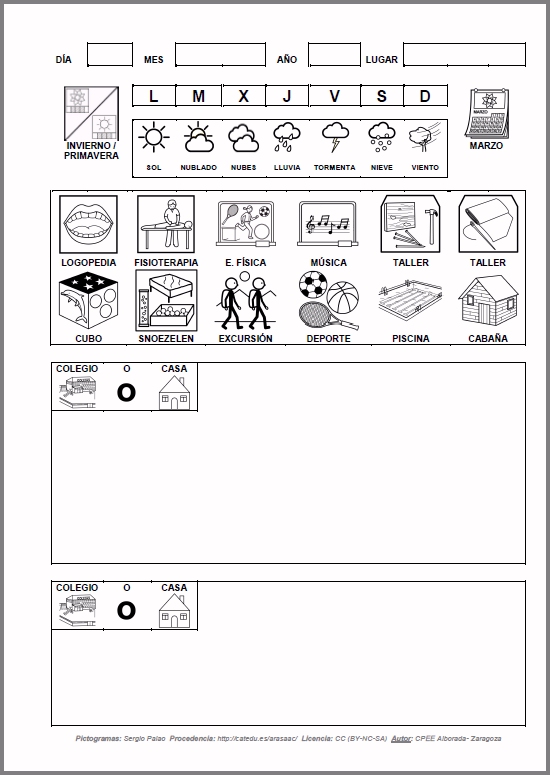 DÍA MES AÑO LUGAR
L M X J V S D
INVIERNO /
PRIMAVERA
MARZO
MARZO
SOL NUBLADO NUBES LLUVIA TORMENTA NIEVE VIENTO
LOGOPEDIA FISIOTERAPIA E. FÍSICA MÚSICA TALLER TALLER
CUBO SNOEZELEN EXCURSIÓN DEPORTE PISCINA CABAÑA
COLEGIO O CASA
COLEGIO
O
COLEGIO O CASA
COLEGIO
O
Pictogramas: Sergio Palao Procedencia: http://catedu.es/arasaac/ Licencia: CC (BY-NC-SA) Autor: CPEE Alborada- Zaragoza